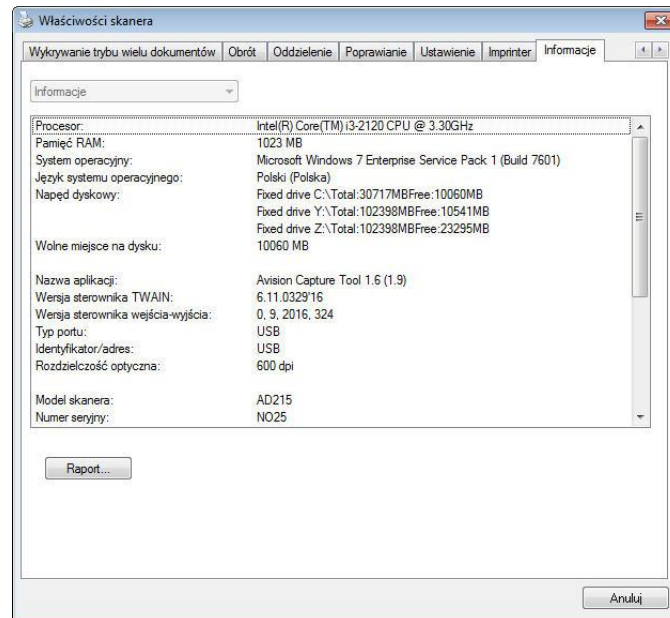 Właściwości skanera
Wykrywanie trybu wielu dokumentów Obrót Oddzielenie Poprawianie Ustawienie Imprinter Informacje
Informacje
Procesor: Intel(R) Core(TM) i3-2120 CPU @ 3.30GHz
Pamięć RAM: 1023 MB
System operacyjny: Microsoft Windows 7 Enterprise Service Pack 1 (Build 7601)
Język systemu operacyjnego: Polski (Polska)
Napęd dyskowy: Fixed drive C:\Total:30717MBFree:10060MB
Fixed drive Y:\Total:102398MBFree:10541MB
Fixed drive Z:\Total:102398MBFree:23295MB
Wolne miejsce na dysku: 10060 MB
Nazwa aplikacji: Avision Capture Tool 1.6 (1.9)
Wersja sterownika TWAIN: 6.11.0329'16
Wersja sterownika wejścia-wyjścia: 0, 9, 2016, 324
Typ portu: USB
Identyfikator/adres: USB
Rozdzielczość optyczna: 600 dpi
Model skanera: AD215
Numer seryjny: NO25
Raport...
Anuluj